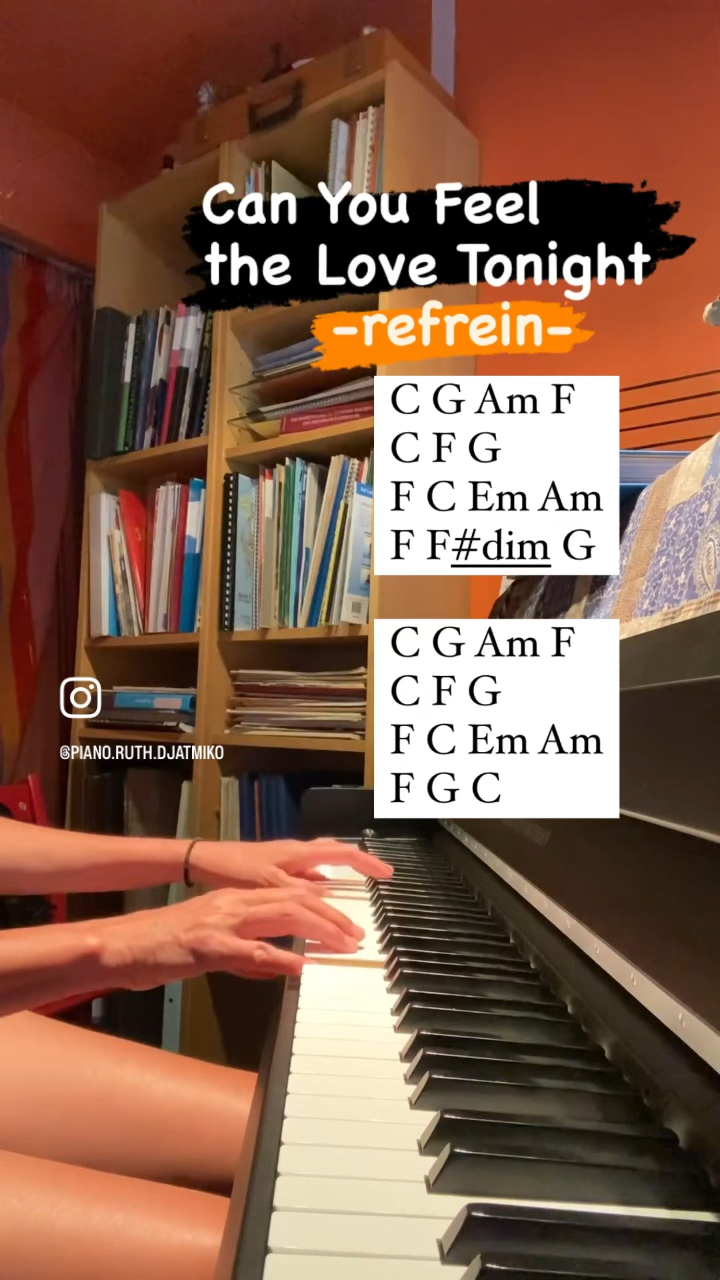 Can You Feel
the Love Tonight
-refrein-
C G Am F
C F G
F C Em Am
F F#dim G
C G Am F
C F G
F C Em Am
F G C
@PIANO.RUTH.DJATMIKO